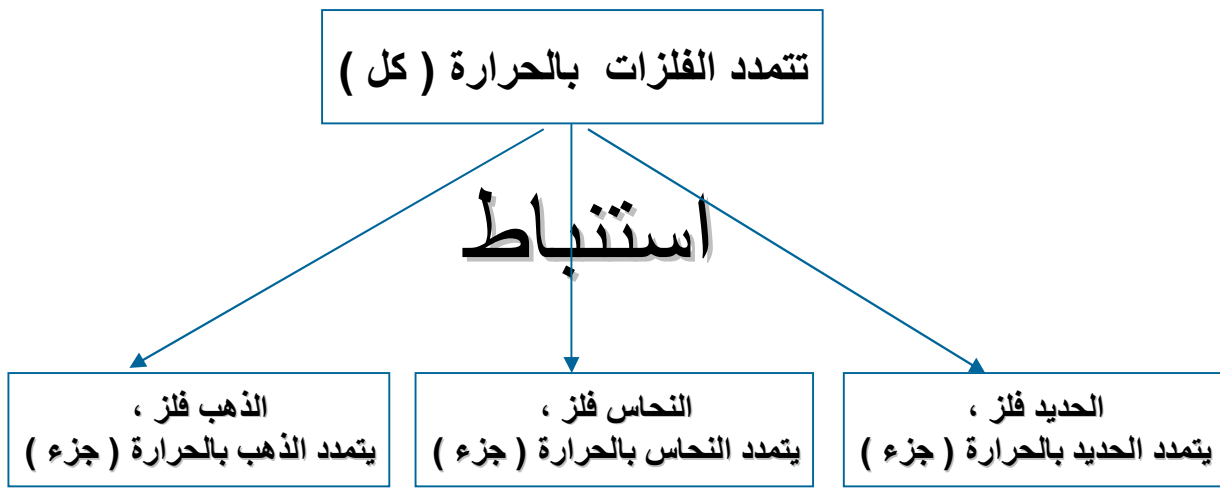 تتمدد الفلزات بالحرارة ( كل )
استنباط
الحديد فلز ،
يتمدد الحديد بالحرارة ( جزء )
النحاس فلز ،
يتمدد النحاس بالحرارة ( جزء )
الذهب فلز ،
يتمدد الذهب بالحرارة ( جزء )